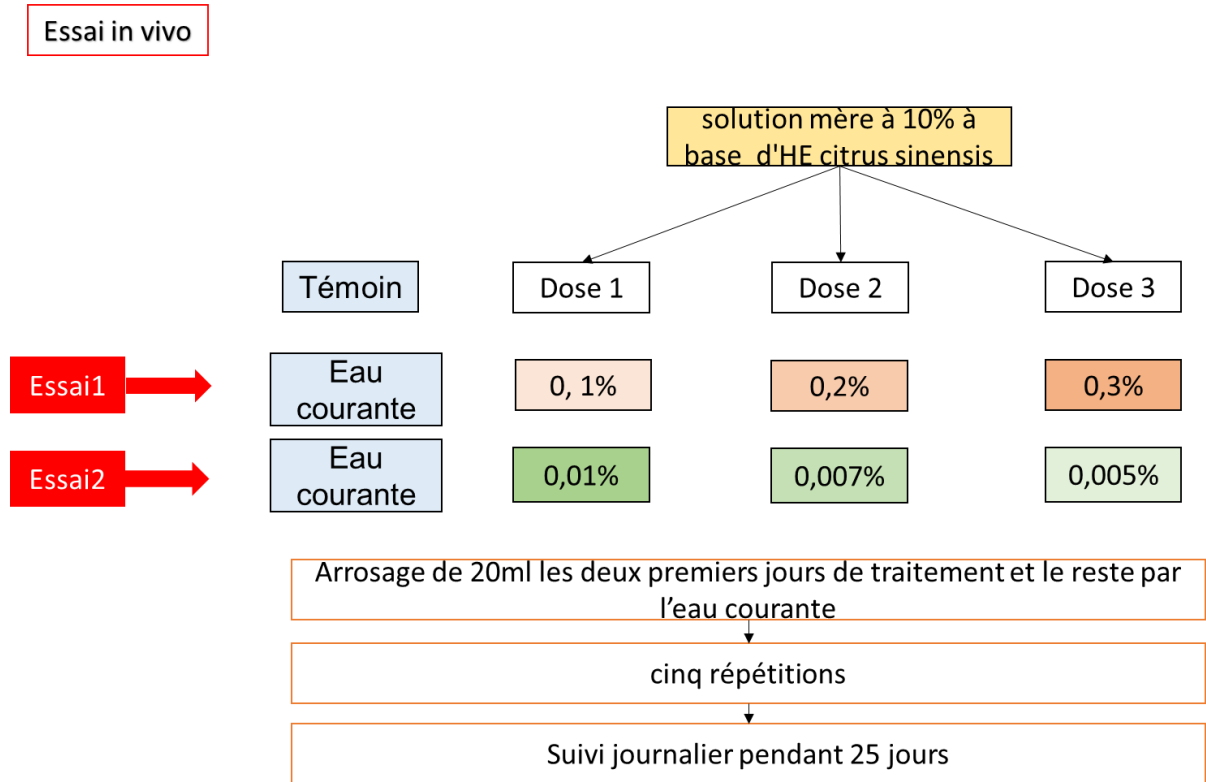 Essai in vivo
solution mère à 10% à
base d'HE citrus sinensis
Témoin
Dose 1
Dose 2
Dose 3
Essai1
Eau
courante
0, 1%
0,2%
0,3%
Essai2
Eau
courante
0,01%
0,007%
0,005%
Arrosage de 20ml les deux premiers jours de traitement et le reste par
l’eau courante
cinq répétitions
Suivi journalier pendant 25 jours